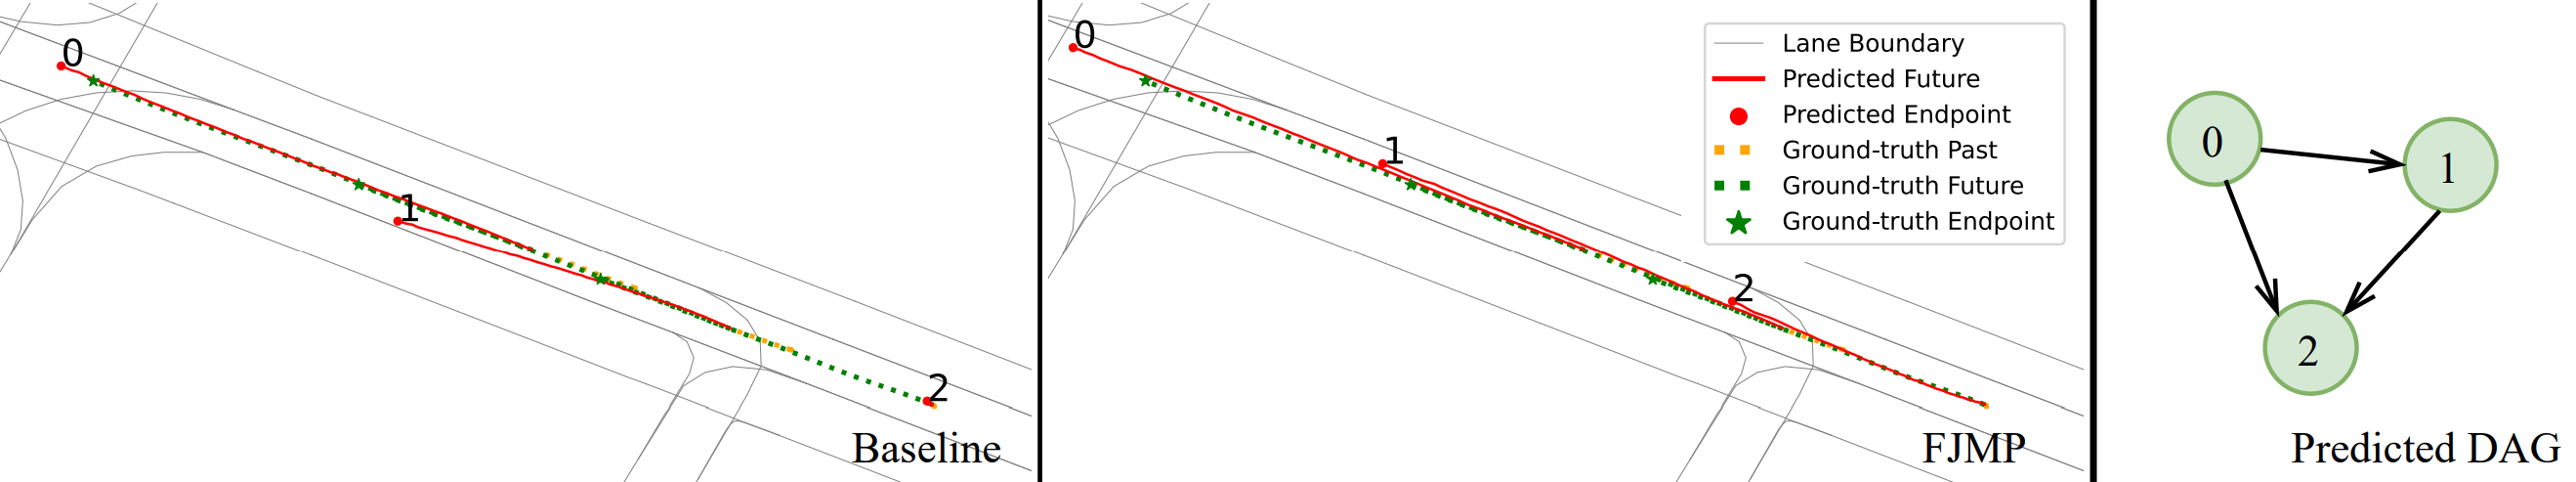 0
1
2
Baseline
0
1
2
Lane Boundary
Predicted Future
Predicted Endpoint
Ground-truth Past
Ground-truth Future
Ground-truth Endpoint
FJMP
0
1
2
Predicted DAG